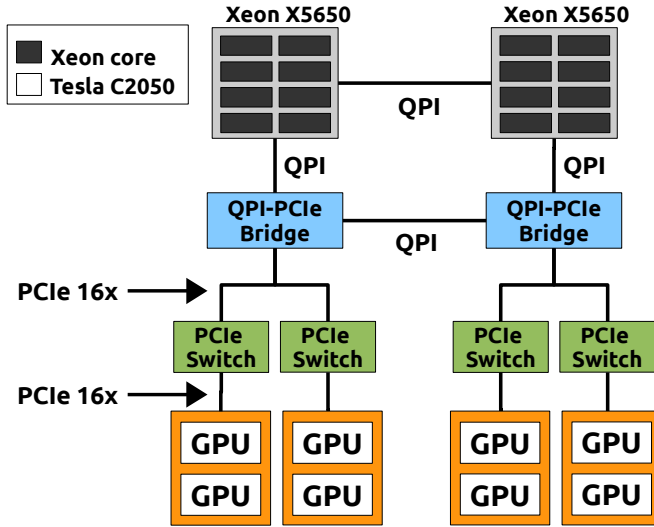 Xeon X5650
Xeon X5650
Xeon core
Tesla C2050
QPI
QPI
QPI
QPI-PCIe
Bridge
QPI-PCIe
Bridge
QPI
PCIe 16x
PCIe
Switch
PCIe
Switch
PCIe
Switch
PCIe
Switch
PCIe 16x
GPU
GPU
GPU
GPU
GPU
GPU
GPU
GPU